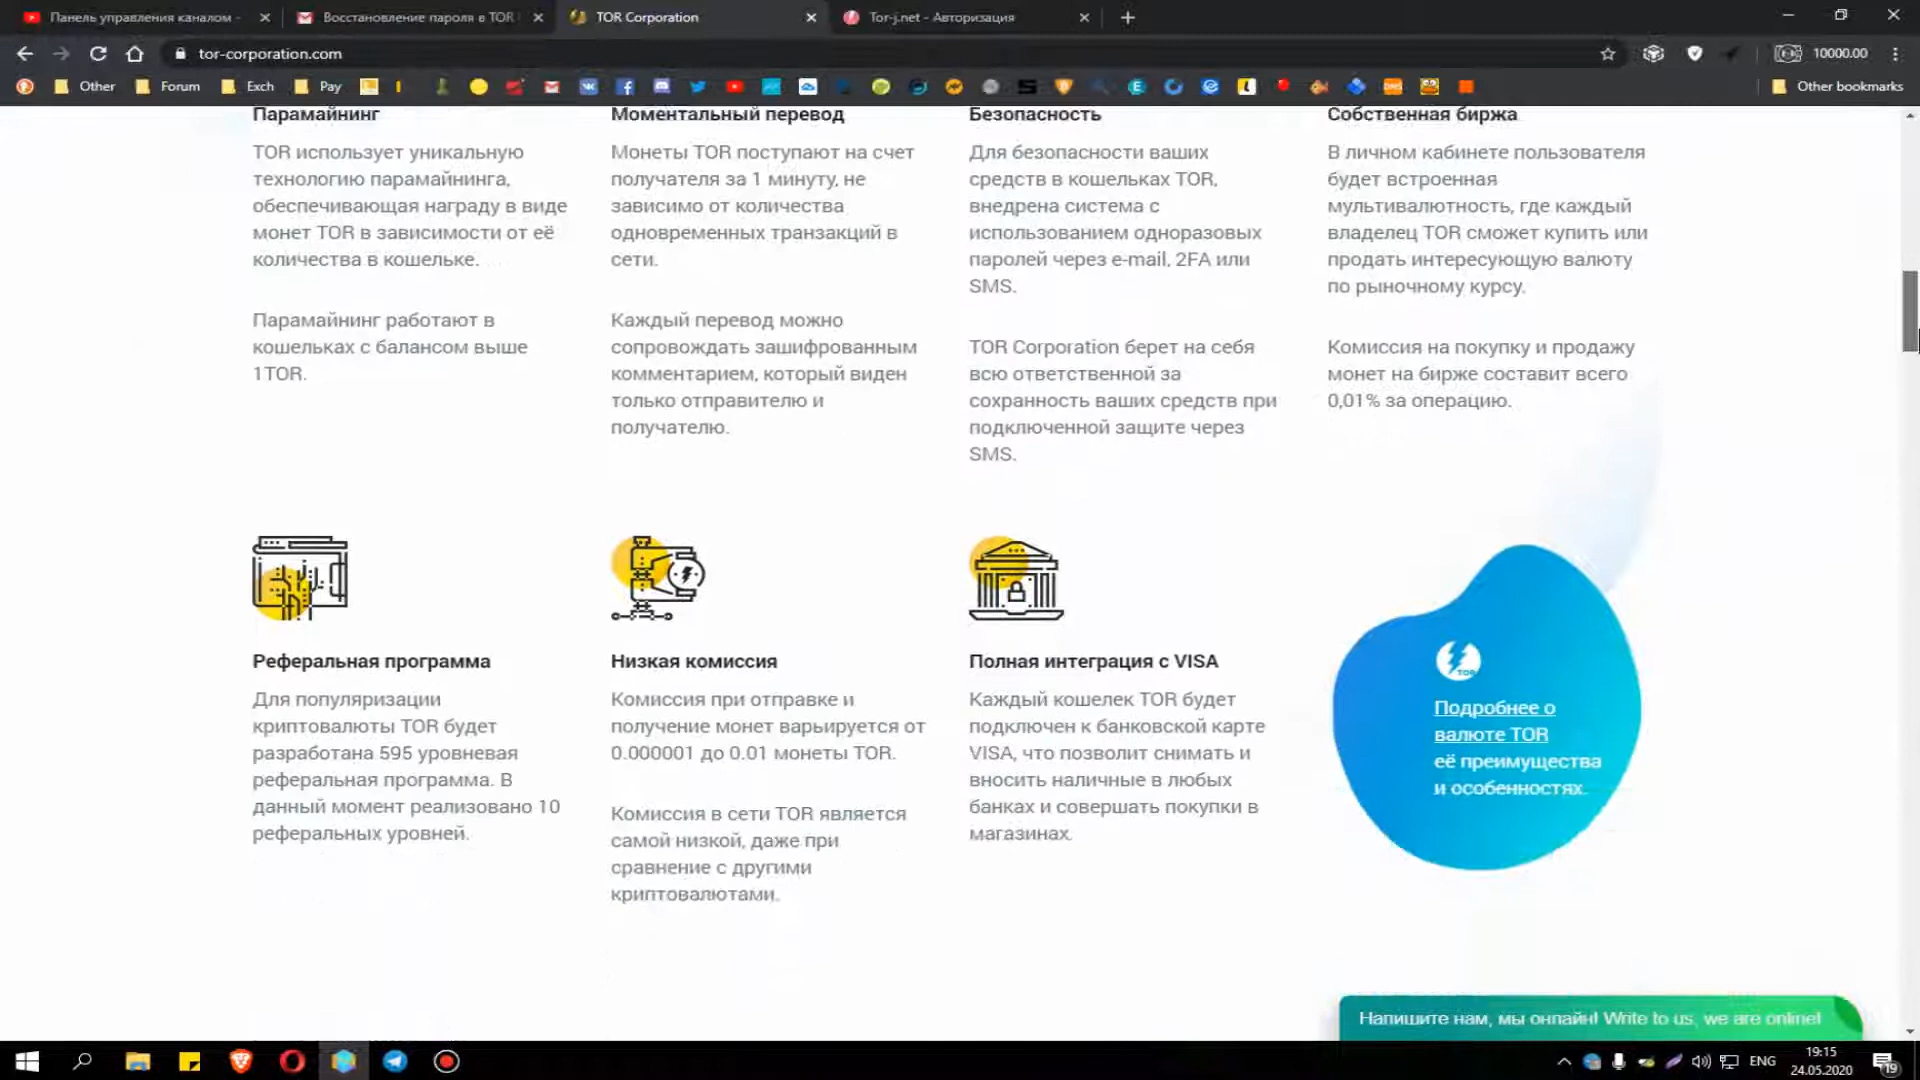 Панель управления каналом -
Восстановление пароля в TOR
TOR Corporation
Tor-j.net - Авторизация
tor-corporation.com
10000.00
Other
Forum
Exch
Pay
Other bookmarks
Парамайнинг
TOR использует уникальную
технологию парамайнинга,
обеспечивающая награду в виде
монет TOR в зависимости от её
количества в кошельке.
Парамайнинг работают в
кошельках с балансом выше
1TOR.
Моментальный перевод
Монеты TOR поступают на счет
получателя за 1 минуту, не
зависимо от количества
одновременных транзакций в
сети.
Каждый перевод можно
сопровождать зашифрованным
комментарием, который виден
только отправителю и
получателю.
Безопасность
Для безопасности ваших
средств в кошельках TOR,
внедрена система с
использованием одноразовых
паролей через e-mail, 2FA или
SMS.
TOR Corporation берет на себя
всю ответственной за
сохранность ваших средств при
подключенной защите через
SMS.
Собственная биржа
В личном кабинете пользователя
будет встроенная
мультивалютность, где каждый
владелец TOR сможет купить или
продать интересующую валюту
по рыночному курсу.
Комиссия на покупку и продажу
монет на бирже составит всего
0,01% за операцию.
Реферальная программа
Для популяризации
криптовалюты TOR будет
разработана 595 уровневая
реферальная программа. В
данный момент реализовано 10
реферальных уровней.
Низкая комиссия
Комиссия при отправке и
получение монет варьируется от
0.000001 до 0.01 монеты TOR.
Комиссия в сети TOR является
самой низкой, даже при
сравнение с другими
криптовалютами.
Полная интеграция с VISA
Каждый кошелек TOR будет
подключен к банковской карте
VISA, что позволит снимать и
вносить наличные в любых
банках и совершать покупки в
магазинах.
TOR
Подробнее о
валюте TOR
её преимущества
и особенностях.
Напишите нам, мы онлайн! Write to us, we are online!
ENG
19:15
24.05.2020
19